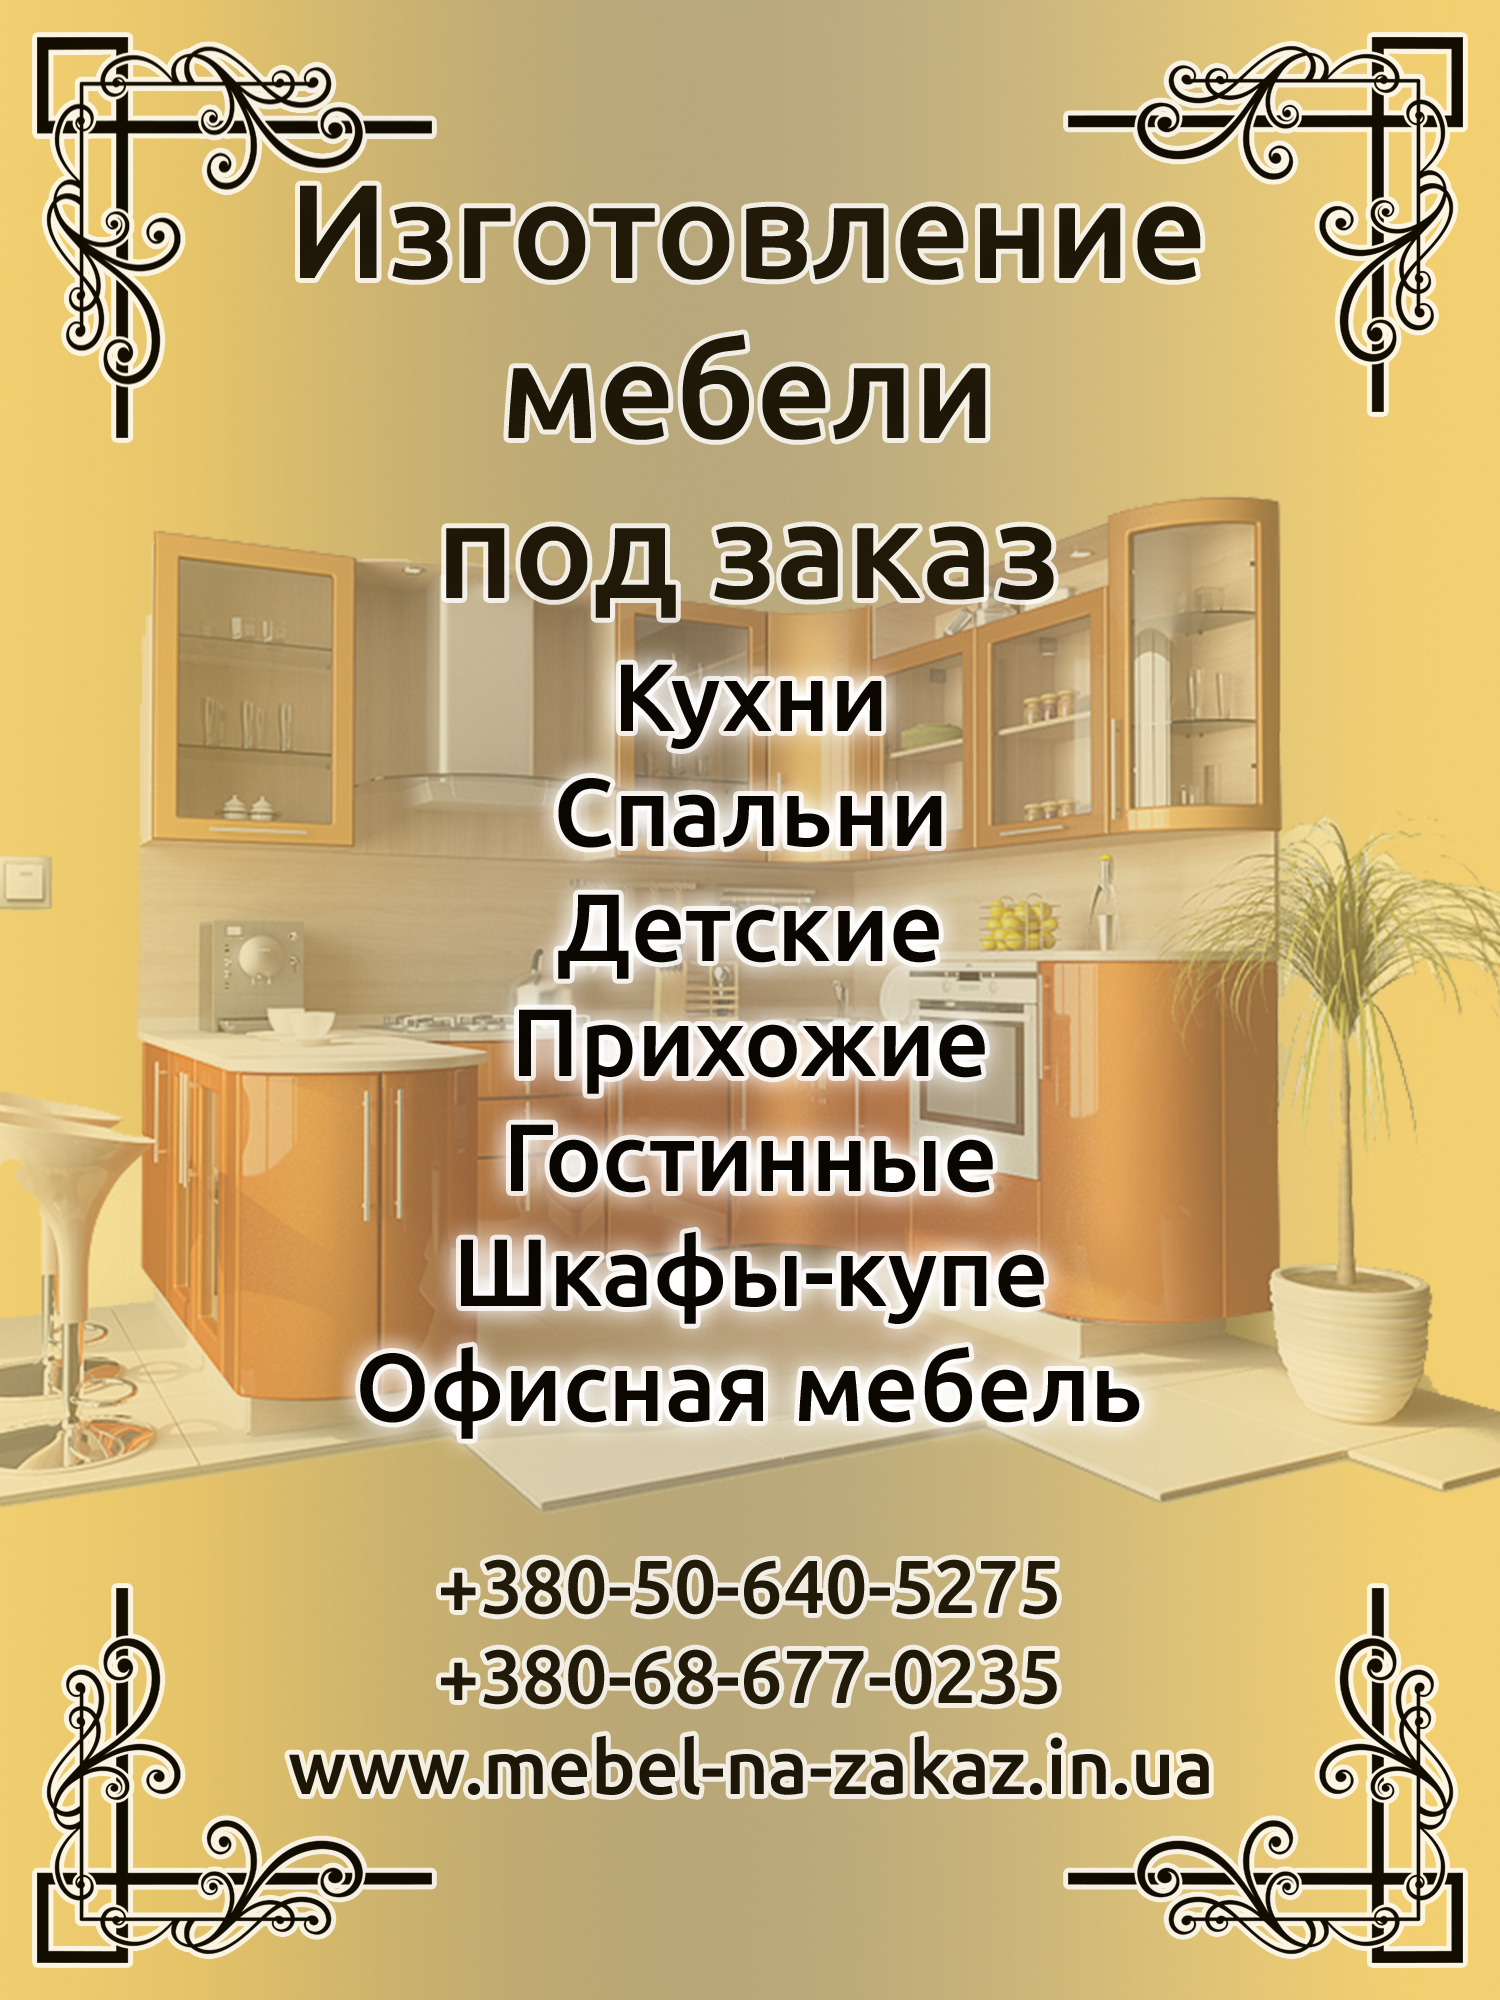 Изготовление
мебели
под заказ
Кухни
Спальни
Детские
Прихожие
Гостинные
Шкафы-купе
Офисная мебель
+380-50-640-5275
+380-68-677-0235
www.mebel-na-zakaz.in.ua